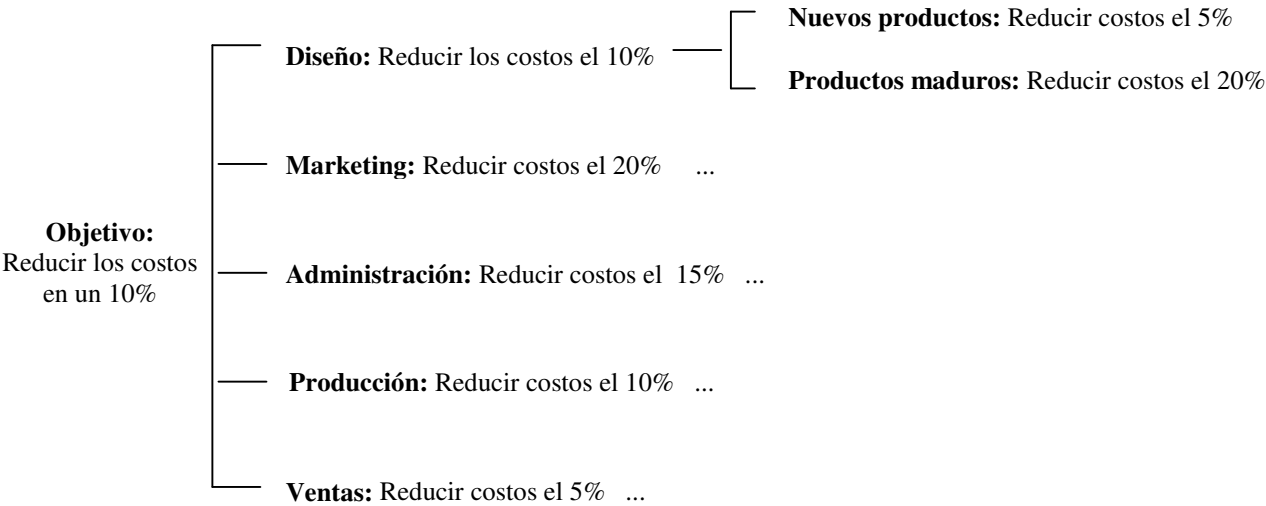 Nuevos productos: Reducir costos el 5%
Diseño: Reducir los costos el 10%
Productos maduros: Reducir costos el 20%
Marketing: Reducir costos el 20% ...
Objetivo:
Reducir los costos
en un 10%
Administración: Reducir costos el 15% ...
Producción: Reducir costos el 10% ...
Ventas: Reducir costos el 5% ...